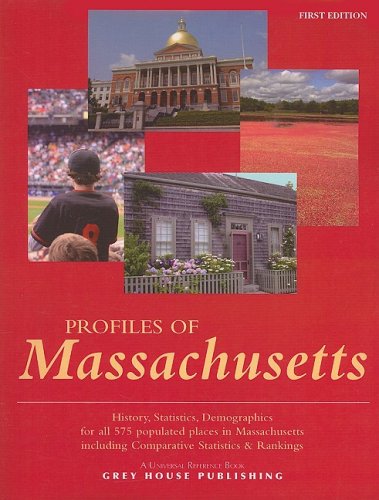 FIRST EDITION
PROFILES OF
Massachusetts
History, Statistics, Demographics
for all 575 populated places in Massachusetts
including Comparative Statistics & Rankings
A UNIVERSAL REFERENCE BOOK
GREY HOUSE PUBLISHING